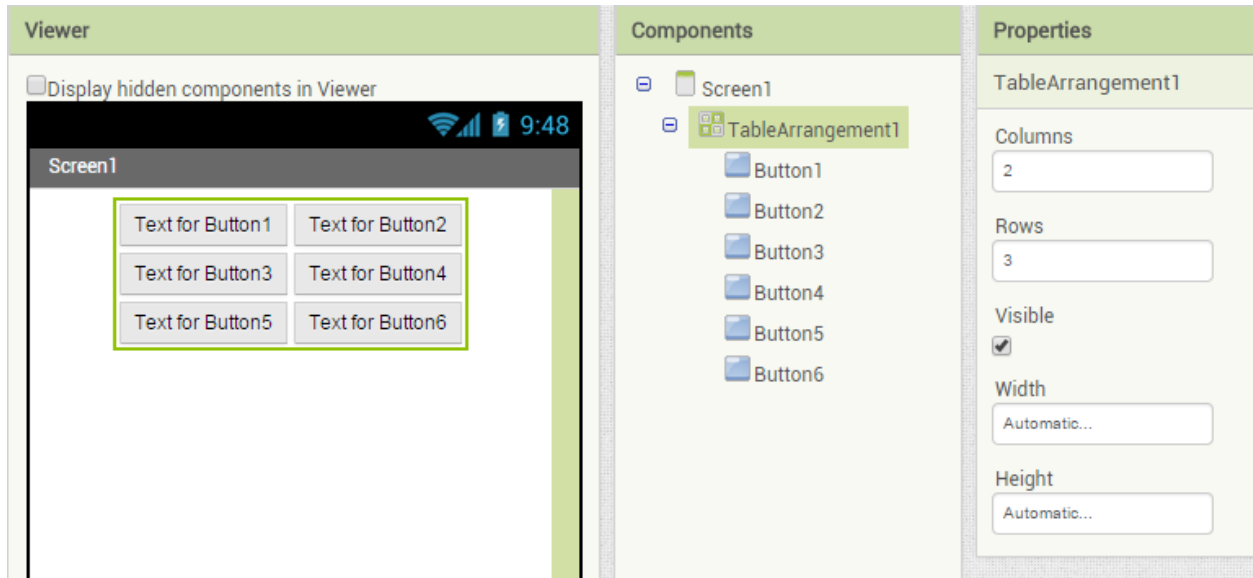 Viewer
Display hidden components in Viewer
9:48
Screen1
Text for Button1 Text for Button2
Text for Button3 Text for Button4
Text for Button5 Text for Button6
Components
Screen1
TableArrangement1
Button1
Button2
Button3
Button4
Button5
Button6
Properties
TableArrangement1
Columns
2
Rows
3
Visible
Width
Automatic...
Height
Automatic...